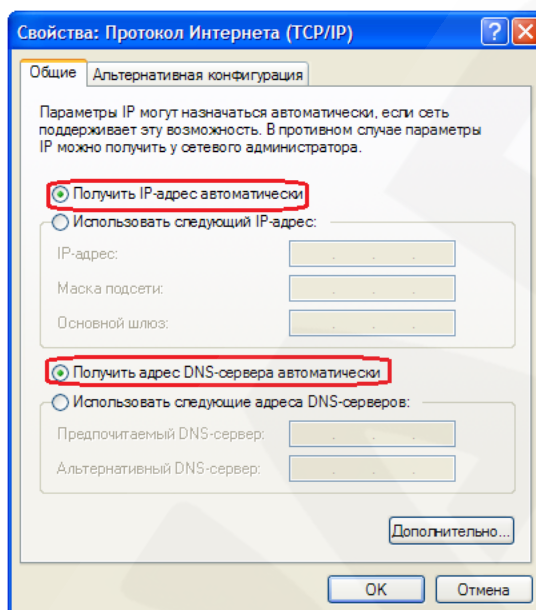 Свойства: Протокол Интернета (TCP/IP)
Общие
Альтернативная конфигурация
Параметры IP могут назначаться автоматически, если сеть
поддерживает эту возможность. В противном случае параметры
IP можно получить у сетевого администратора.
Получить IP-адрес автоматически
Использовать следующий IP-адрес:
IP-адрес:
Маска подсети:
Основной шлюз:
Получить адрес DNS-сервера автоматически
Использовать следующие адреса DNS-серверов:
Предпочитаемый DNS-сервер:
Альтернативный DNS-сервер:
Дополнительно...
OK
Отмена